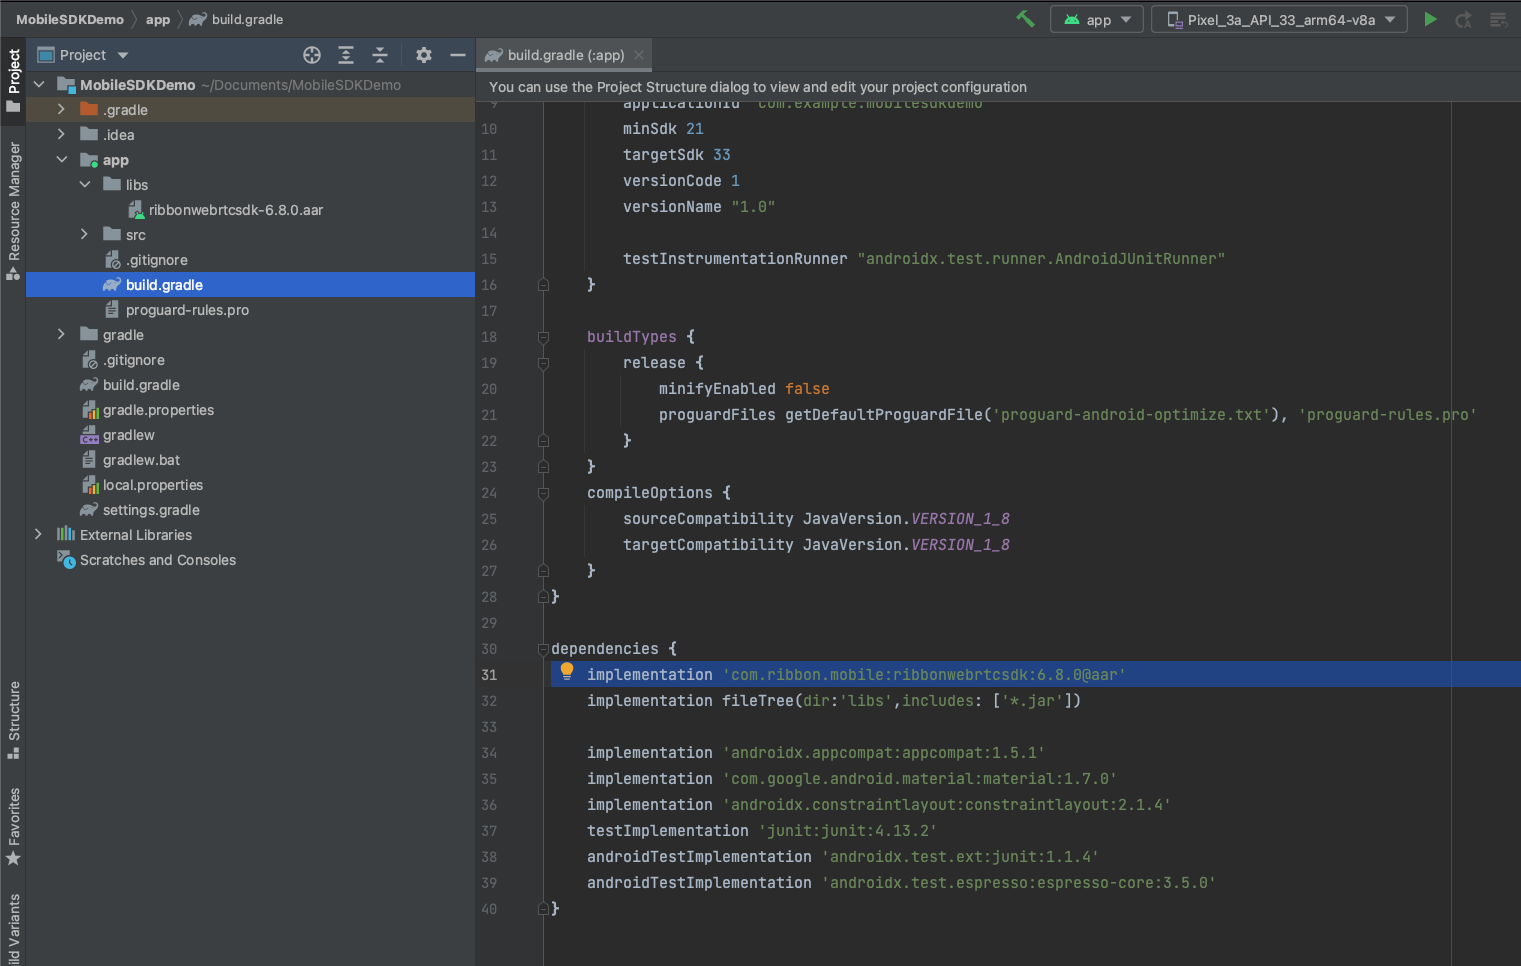 MobileSDKDemo app build.gradle
app
Pixel_3a_API_33_arm64-v8a
Project
Resource Manager
Structure
Favorites
ild Variants
Project
MobileSDKDemo ~/Documents/MobileSDKDemo
.gradle
.idea
app
libs
ribbonwebrtcsdk-6.8.0.aar
src
.gitignore
build.gradle
proguard-rules.pro
gradle
.gitignore
build.gradle
gradle.properties
gradlew
gradlew.bat
local.properties
settings.gradle
External Libraries
Scratches and Consoles
build.gradle (:app)
You can use the Project Structure dialog to view and edit your project configuration
9 applicationId "com.example.mobilesdkdemo"
10 minSdk 21
11 targetSdk 33
12 versionCode 1
13 versionName "1.0"
14
15 testInstrumentationRunner "androidx.test.runner.AndroidJUnitRunner"
16 }
17
18 buildTypes {
19 release {
20 minifyEnabled false
21 proguardFiles getDefaultProguardFile('proguard-android-optimize.txt'), 'proguard-rules.pro'
22 }
23 }
24 compileOptions {
25 sourceCompatibility JavaVersion.VERSION_1_8
26 targetCompatibility JavaVersion.VERSION_1_8
27 }
28 }
29
30 dependencies {
31 implementation 'com.ribbon.mobile:ribbonwebrtcsdk:6.8.0@aar'
32 implementation fileTree(dir:'libs',includes: ['*.jar'])
33
34 implementation 'androidx.appcompat:appcompat:1.5.1'
35 implementation 'com.google.android.material:material:1.7.0'
36 implementation 'androidx.constraintlayout:constraintlayout:2.1.4'
37 testImplementation 'junit:junit:4.13.2'
38 androidTestImplementation 'androidx.test.ext:junit:1.1.4'
39 androidTestImplementation 'androidx.test.espresso:espresso-core:3.5.0'
40 }